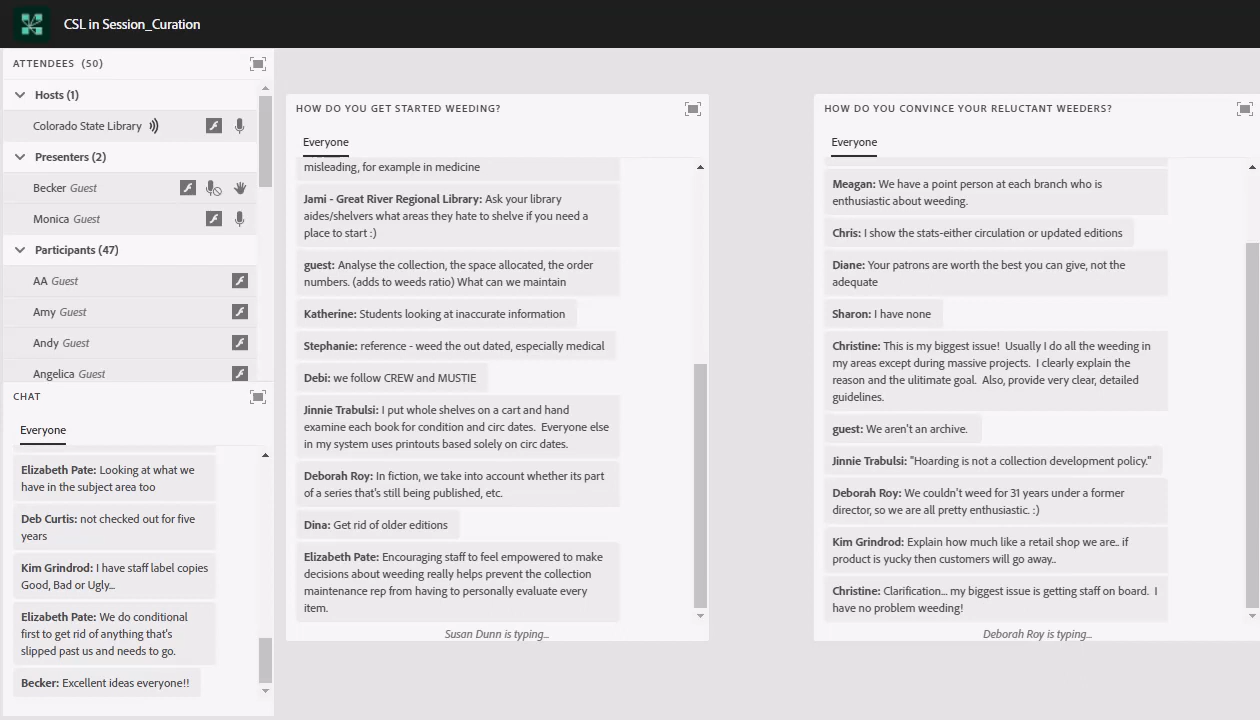 CSL in Session_Curation
ATTENDEES (50)
Hosts (1)
Colorado State Library
Presenters (2)
Becker Guest
Monica Guest
Participants (47)
AA Guest
Amy Guest
Andy Guest
Angelica Guest
CHAT
Everyone
Elizabeth Pate: Looking at what we
have in the subject area too
Deb Curtis: not checked out for five
years
Kim Grindrod: I have staff label copies
Good, Bad or Ugly...
Elizabeth Pate: We do conditional
first to get rid of anything that's
slipped past us and needs to go.
Becker: Excellent ideas everyone!!
HOW DO YOU GET STARTED WEEDING?
Everyone
misleading, for example in medicine
Jami - Great River Regional Library: Ask your library
aides/shelvers what areas they hate to shelve if you need a
place to start :)
guest: Analyse the collection, the space allocated, the order
numbers. (adds to weeds ratio) What can we maintain
Katherine: Students looking at inaccurate information
Stephanie: reference - weed the out dated, especially medical
Debi: we follow CREW and MUSTIE
Jinnie Trabulsi: I put whole shelves on a cart and hand
examine each book for condition and circ dates.  Everyone else
in my system uses printouts based solely on circ dates.
Deborah Roy: In fiction, we take into account whether its part
of a series that's still being published, etc.
Dina: Get rid of older editions
Elizabeth Pate: Encouraging staff to feel empowered to make
decisions about weeding really helps prevent the collection
maintenance rep from having to personally evaluate every
item.
Susan Dunn is typing...
HOW DO YOU CONVINCE YOUR RELUCTANT WEEDERS?
Everyone
Meagan: We have a point person at each branch who is
enthusiastic about weeding.
Chris: I show the stats-either circulation or updated editions
Diane: Your patrons are worth the best you can give, not the
adequate
Sharon: I have none
Christine: This is my biggest issue!  Usually I do all the weeding in
my areas except during massive projects.  I clearly explain the
reason and the ulitimate goal.  Also, provide very clear, detailed
guidelines.
guest: We aren't an archive.
Jinnie Trabulsi: "Hoarding is not a collection development policy."
Deborah Roy: We couldn't weed for 31 years under a former
director, so we are all pretty enthusiastic. :)
Kim Grindrod: Explain how much like a retail shop we are.. if
product is yucky then customers will go away..
Christine: Clarification... my biggest issue is getting staff on board.  I
have no problem weeding!
Deborah Roy is typing...